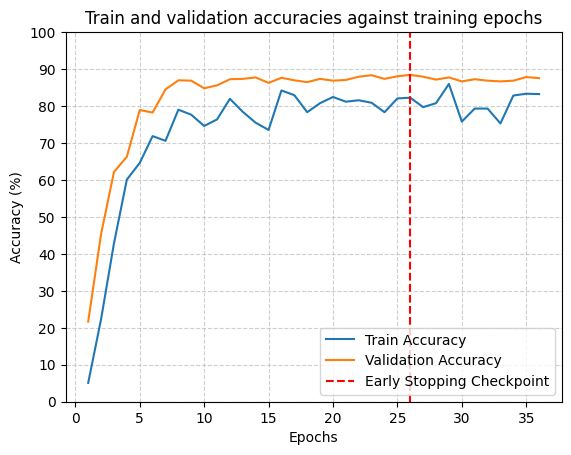 Train and validation accuracies against training epochs
100
90
80
70
60
50
40
30
20
10
0
Accuracy (%)
Train Accuracy
Validation Accuracy
Early Stopping Checkpoint
0 5 10 15 20 25 30 35
Epochs